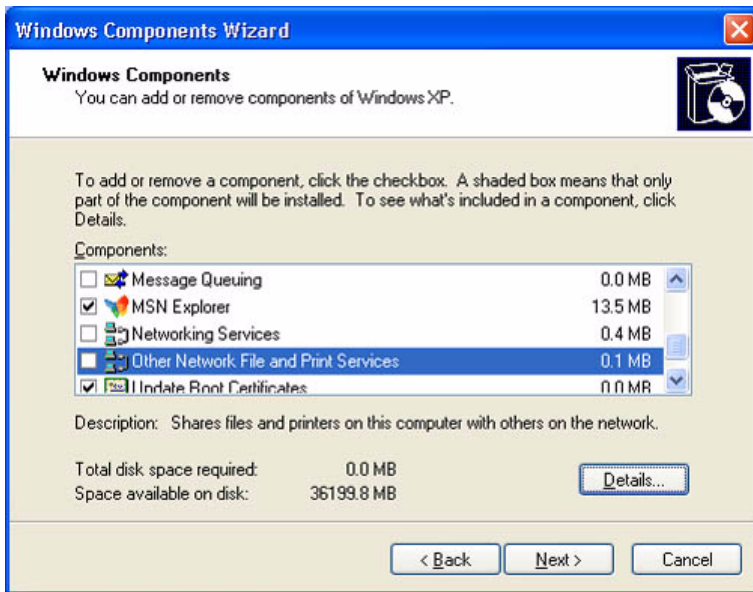 Windows Components Wizard
Windows Components
You can add or remove components of Windows XP.
To add or remove a component, click the checkbox. A shaded box means that only
part of the component will be installed. To see what's included in a component, click
Details.
Components:
Message Queuing 0.0 MB
MSN Explorer 13.5 MB
Networking Services 0.4 MB
Other Network File and Print Services 0.1 MB
Update Root Certificates 0.0 MB
Description: Shares files and printers on this computer with others on the network.
Total disk space required: 0.0 MB
Space available on disk: 36199.8 MB
Details...
< Back Next > Cancel